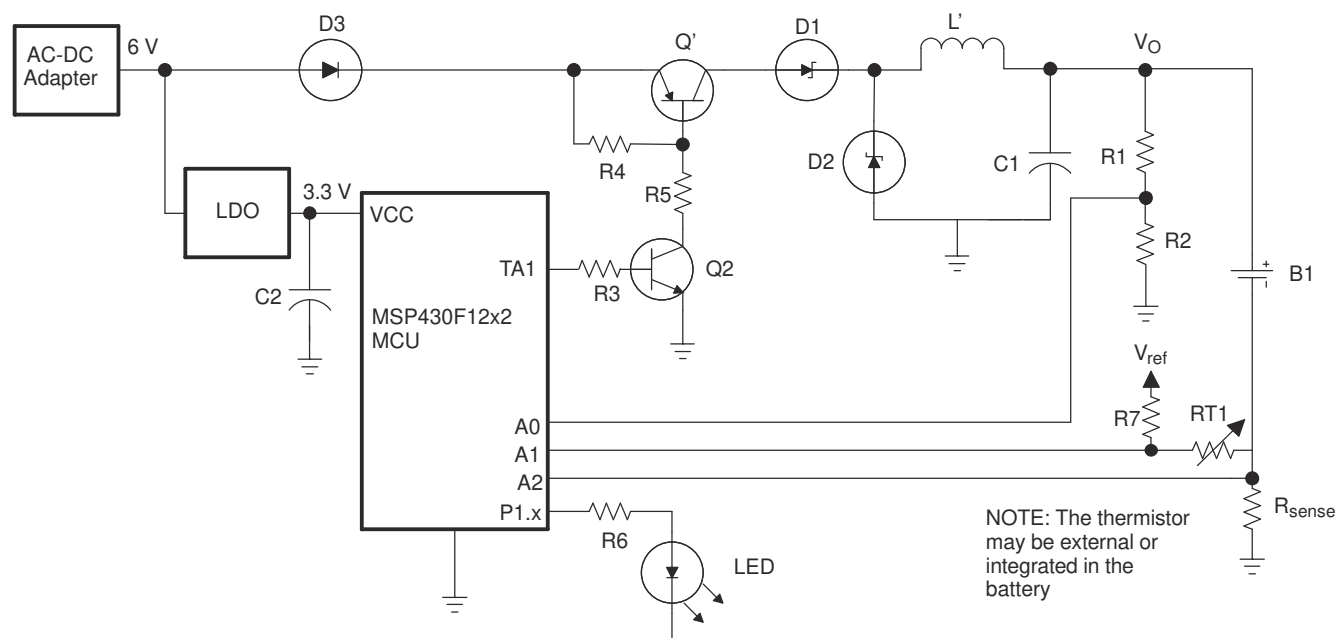 AC-DC
Adapter
6 V
D3
Q'
D1
L'
VO
R4
R5
D2
C1
R1
R2
LDO
3.3 V
C2
VCC
TA1
R3
Q2
B1
+
MSP430F12x2
MCU
Vref
R7
RT1
A0
A1
A2
P1.x
R6
LED
Rsense
NOTE: The thermistor
may be external or
integrated in the
battery